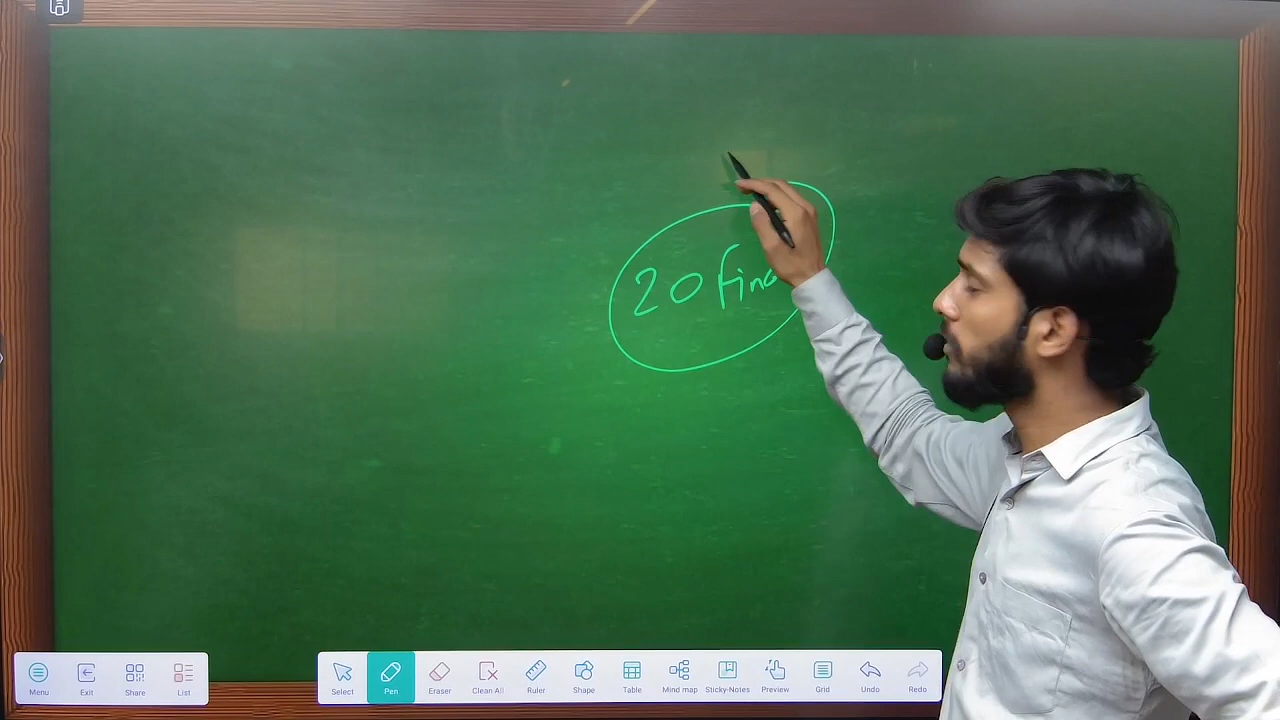 20 fina
Menu
Exit
Share
List
Select
Pen
Eraser
Clean All
Ruler
Shape
Table
Mind map
Sticky-Notes
Preview
Grid
Undo
Redo